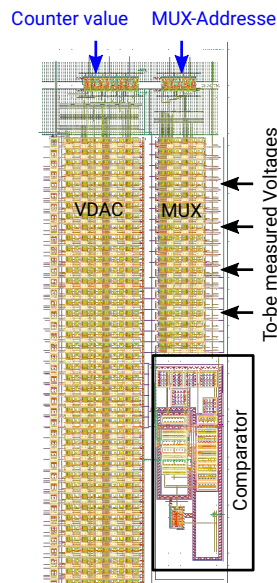 Counter value
MUX-Addresse
VDAC
MUX
To-be measured Voltages
Comparator